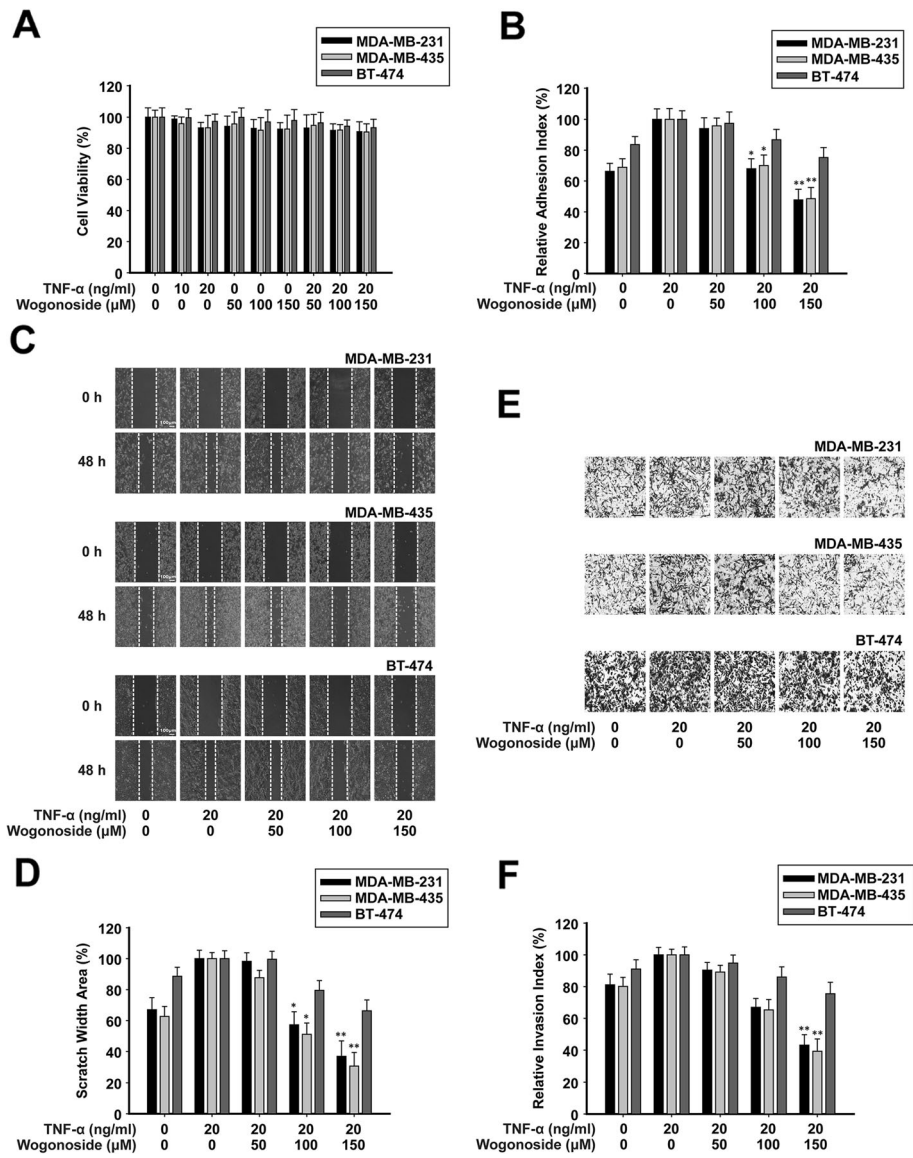 A
MDA-MB-231
MDA-MB-435
BT-474
Cell Viability (%)
120
100
80
60
40
20
0
TNF-α (ng/ml) 0 10 20 0 0 0 20 20 20
Wogonoside (μM) 0 0 0 50 100 150 50 100 150
B
MDA-MB-231
MDA-MB-435
BT-474
Relative Adhesion Index (%)
120
100
80
60
40
20
0
* *
** **
TNF-α (ng/ml) 0 20 20 20 20
Wogonoside (μM) 0 0 50 100 150
C
MDA-MB-231
0 h
100μm
48 h
MDA-MB-435
0 h
100μm
48 h
BT-474
0 h
100μm
48 h
TNF-α (ng/ml) 0 20 20 20 20
Wogonoside (μM) 0 0 50 100 150
E
MDA-MB-231
MDA-MB-435
BT-474
TNF-α (ng/ml) 0 20 20 20 20
Wogonoside (μM) 0 0 50 100 150
D
MDA-MB-231
MDA-MB-435
BT-474
Scratch Width Area (%)
120
100
80
60
40
20
0
* *
** **
TNF-α (ng/ml) 0 20 20 20 20
Wogonoside (μM) 0 0 50 100 150
F
MDA-MB-231
MDA-MB-435
BT-474
Relative Invasion Index (%)
120
100
80
60
40
20
0
** **
TNF-α (ng/ml) 0 20 20 20 20
Wogonoside (μM) 0 0 50 100 150